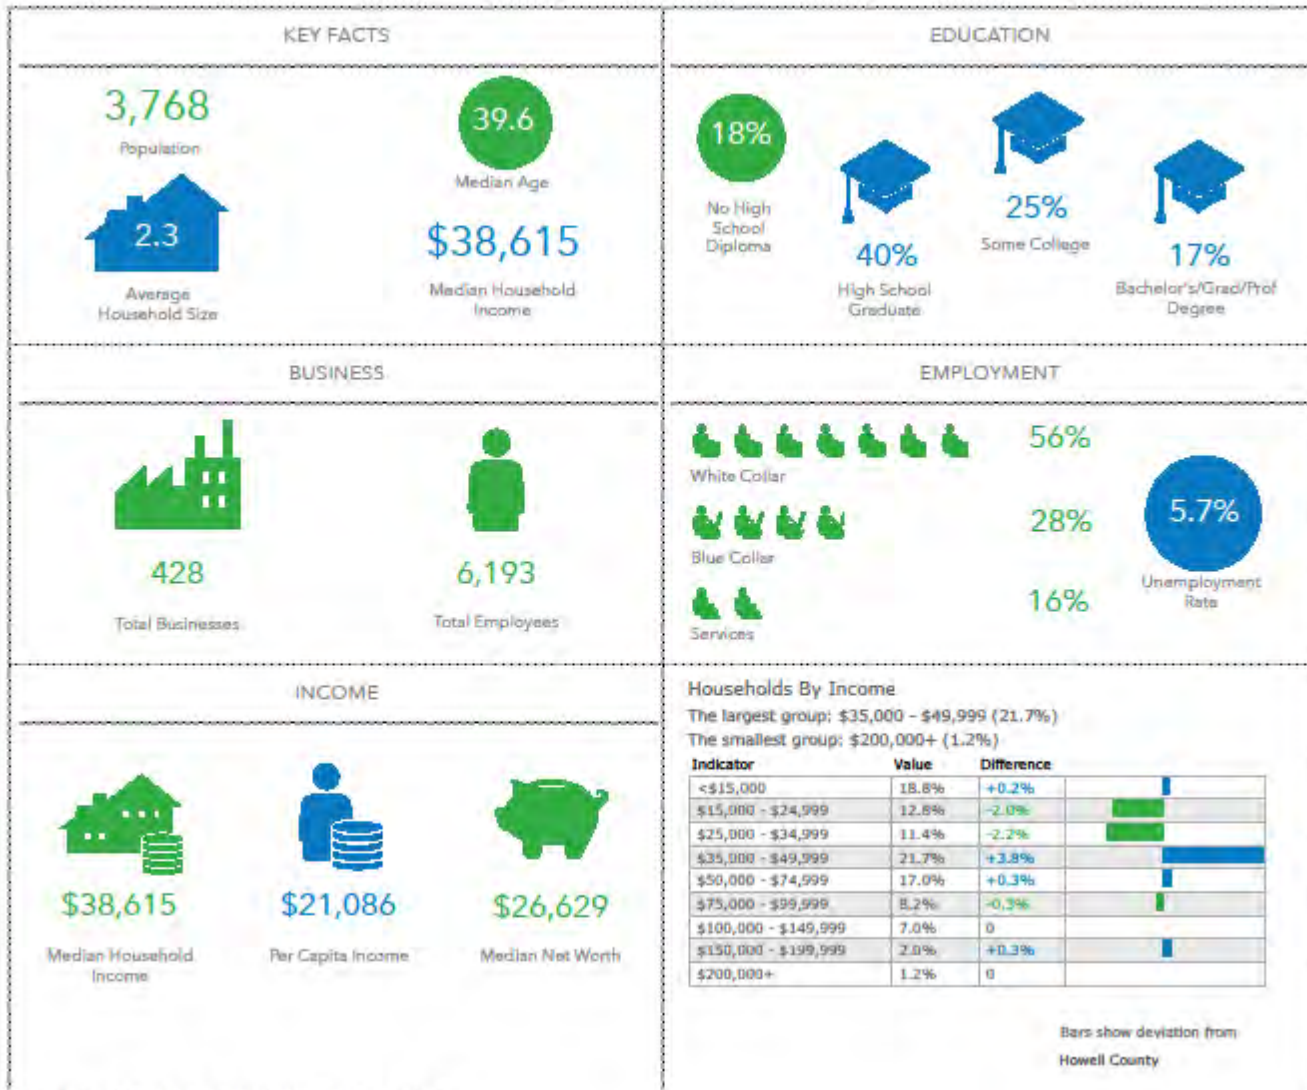 KEY FACTS
3,768
Population
39.6
Median Age
2.3
Average
Household Size
$38,615
Median Household
Income
EDUCATION
18%
No High
School
Diploma
40%
High School
Graduate
25%
Some College
17%
Bachelor's/Grad/Prof
Degree
BUSINESS
428
Total Businesses
6,193
Total Employees
EMPLOYMENT
56%
White Collar
28%
Blue Collar
16%
Services
5.7%
Unemployment
Rate
INCOME
$38,615
Median Household
Income
$21,086
Per Capita Income
$26,629
Median Net Worth
Households By Income
The largest group: $35,000 - $49,999 (21.7%)
The smallest group: $200,000+ (1.2%)
Indicator Value Difference
<$15,000 18.8% +0.2%
$15,000 - $24,999 12.8% -2.0%
$25,000 - $34,999 11.4% -2.2%
$35,000 - $49,999 21.7% +3.8%
$50,000 - $74,999 17.0% +0.3%
$75,000 - $99,999 8.2% -0.3%
$100,000 - $149,999 7.0% 0
$150,000 - $199,999 2.0% +0.3%
$200,000+ 1.2% 0
Bars show deviation from
Howell County